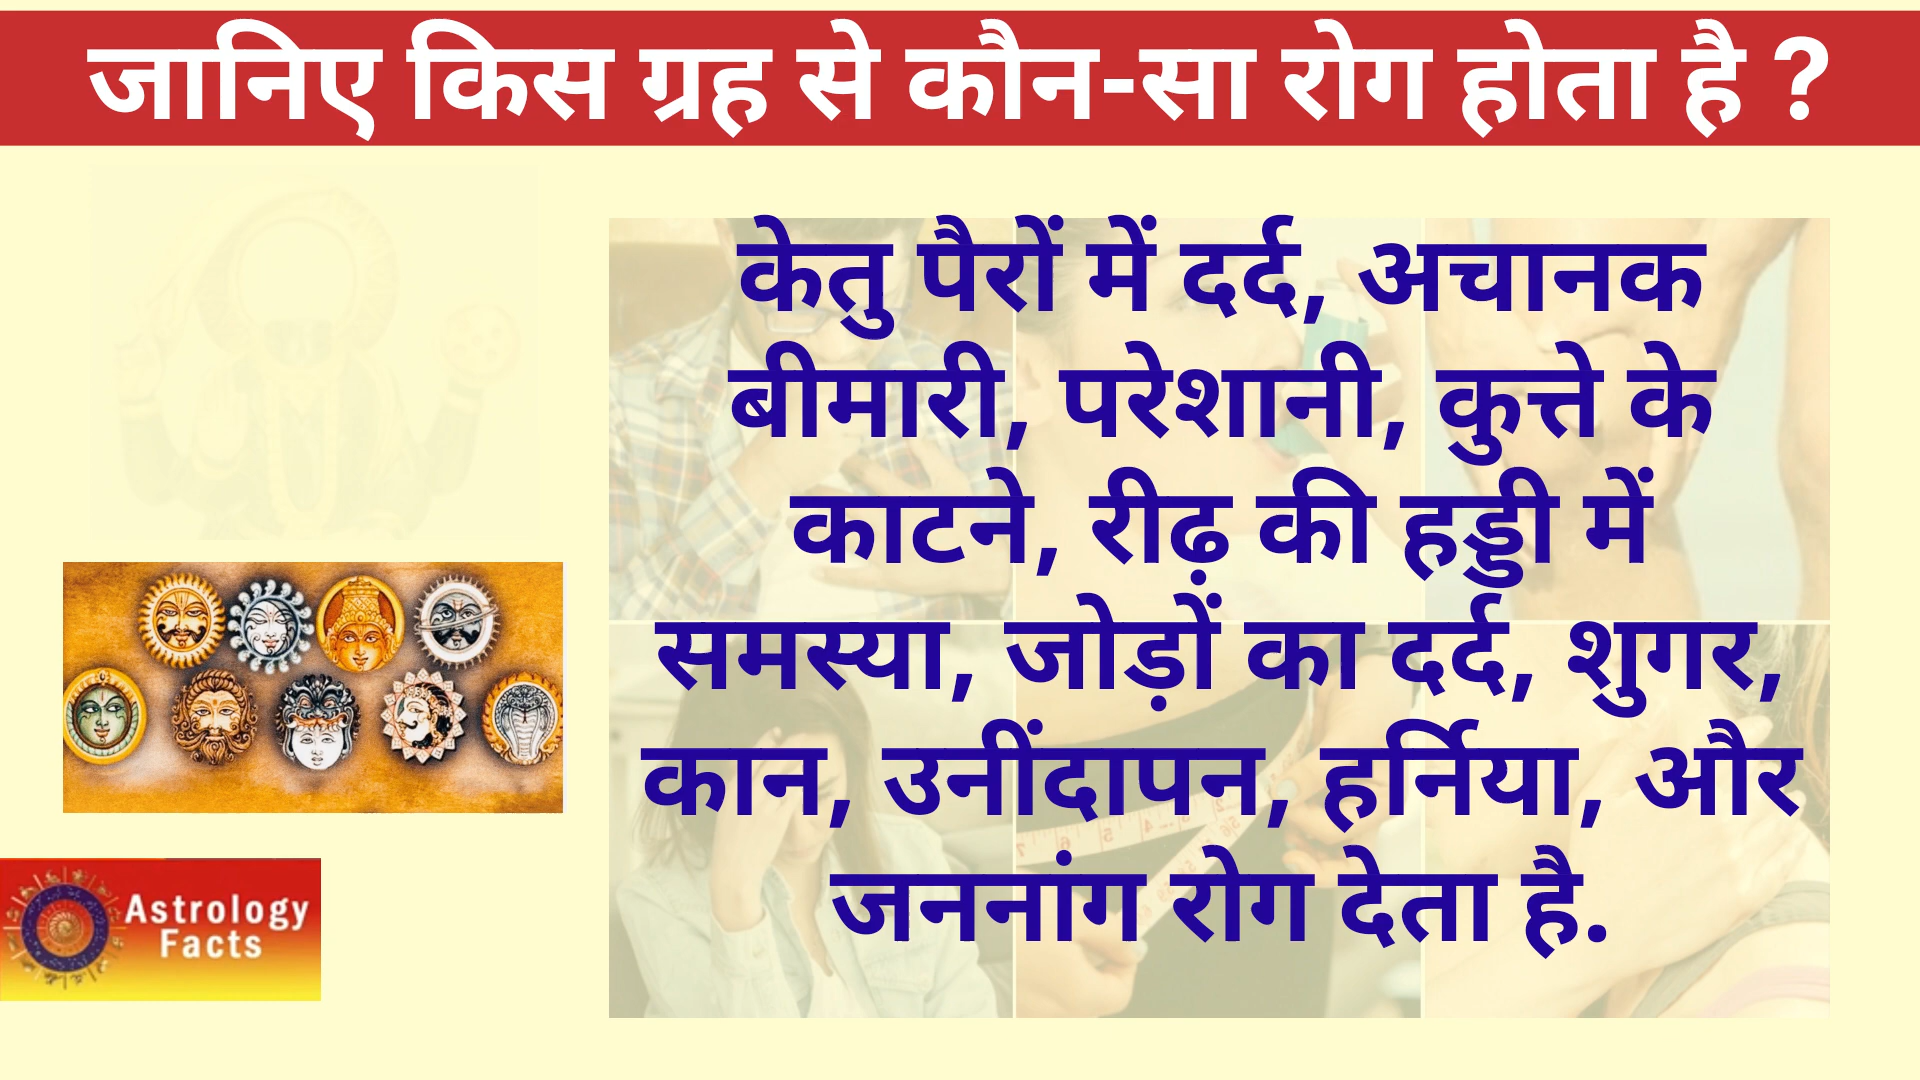 जानिए किस ग्रह से कौन-सा रोग होता है ?
केतु पैरों में दर्द, अचानक
बीमारी, परेशानी, कुत्ते के
काटने, रीढ़ की हड्डी में
समस्या, जोड़ों का दर्द, शुगर,
कान, उनींदापन, हर्निया, और
जननांग रोग देता है.
Astrology
Facts